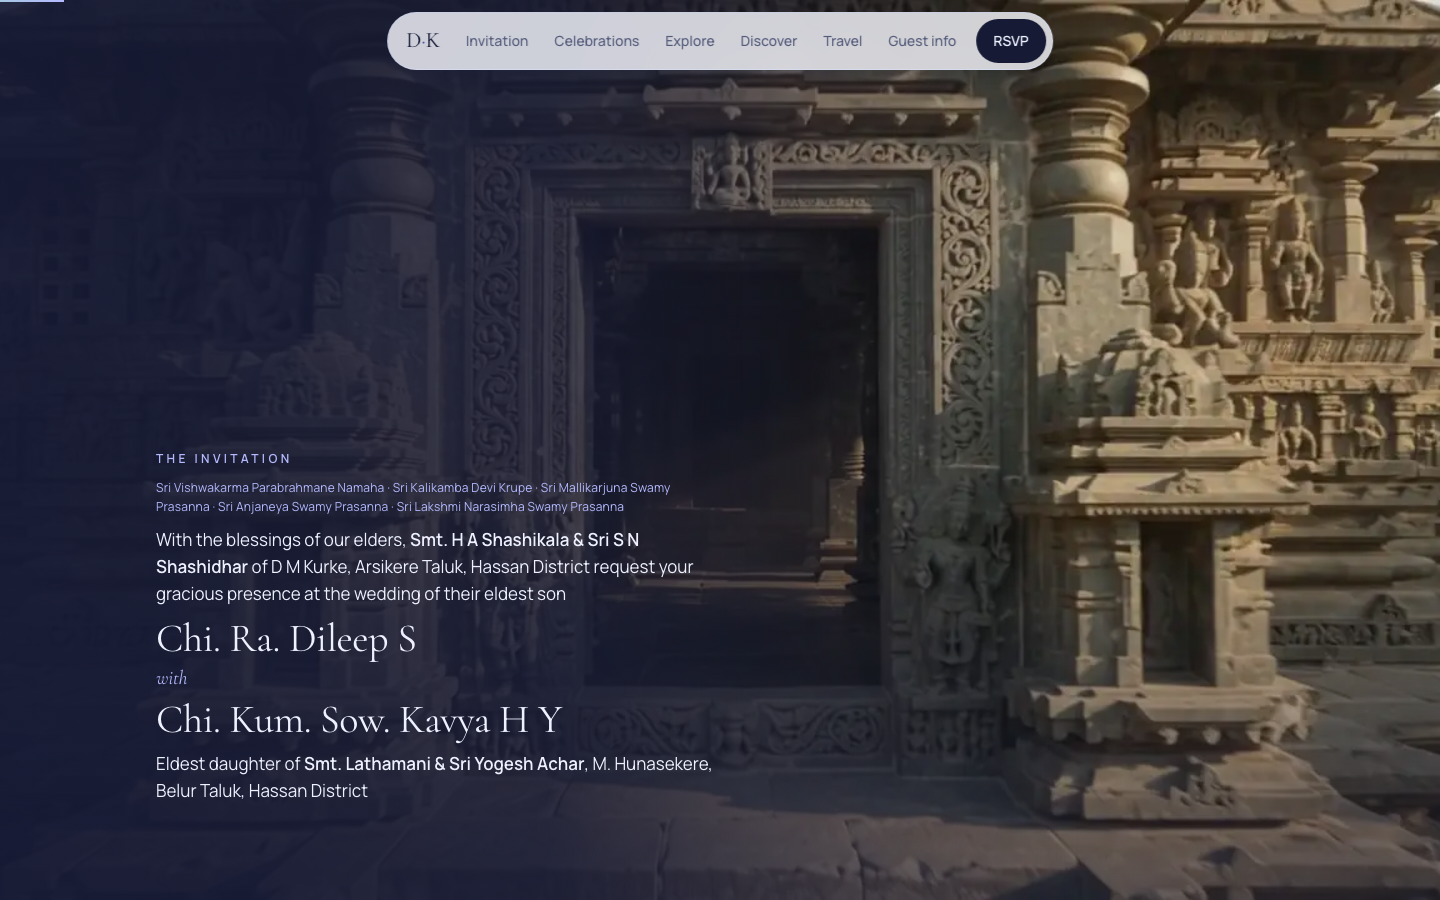 D·K Invitation Celebrations Explore Discover Travel Guest info RSVP
THE INVITATION
Sri Vishwakarma Parabrahmane Namaha · Sri Kalikamba Devi Krupe · Sri Mallikarjuna Swamy
Prasanna · Sri Anjaneya Swamy Prasanna · Sri Lakshmi Narasimha Swamy Prasanna
With the blessings of our elders, Smt. H A Shashikala & Sri S N
Shashidhar of D M Kurke, Arsikere Taluk, Hassan District request your
gracious presence at the wedding of their eldest son
Chi. Ra. Dileep S
with
Chi. Kum. Sow. Kavya H Y
Eldest daughter of Smt. Lathamani & Sri Yogesh Achar, M. Hunasekere,
Belur Taluk, Hassan District